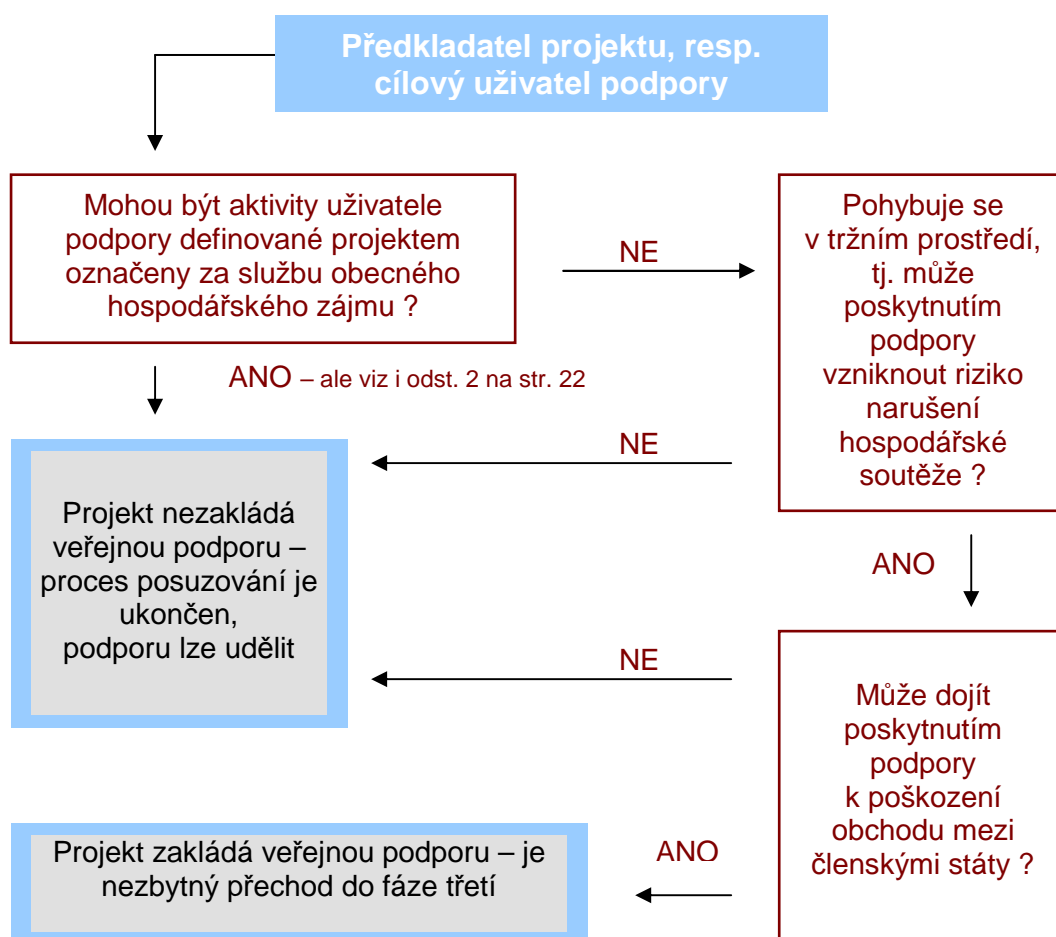 Předkladatel projektu, resp.
cílový uživatel podpory
Mohou být aktivity uživatele
podpory definované projektem
označeny za službu obecného
hospodářského zájmu ?
NE
Pohybuje se
v tržním prostředí,
tj. může
poskytnutím
podpory
vzniknout riziko
narušení
hospodářské
soutěže ?
ANO – ale viz i odst. 2 na str. 22
NE
Projekt nezakládá
veřejnou podporu –
proces posuzování je
ukončen,
podporu lze udělit
ANO
NE
Může dojít
poskytnutím
podpory
k poškození
obchodu mezi
členskými státy ?
ANO
Projekt zakládá veřejnou podporu – je
nezbytný přechod do fáze třetí